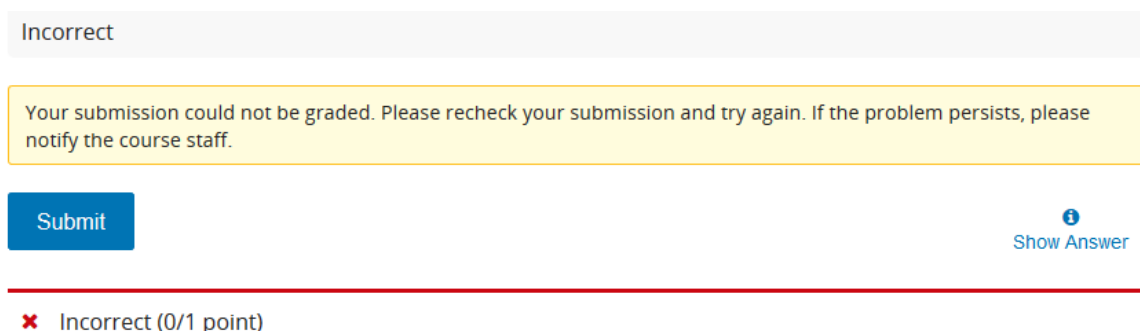 Incorrect
Your submission could not be graded. Please recheck your submission and try again. If the problem persists, please
notify the course staff.
Submit
Show Answer
Incorrect (0/1 point)